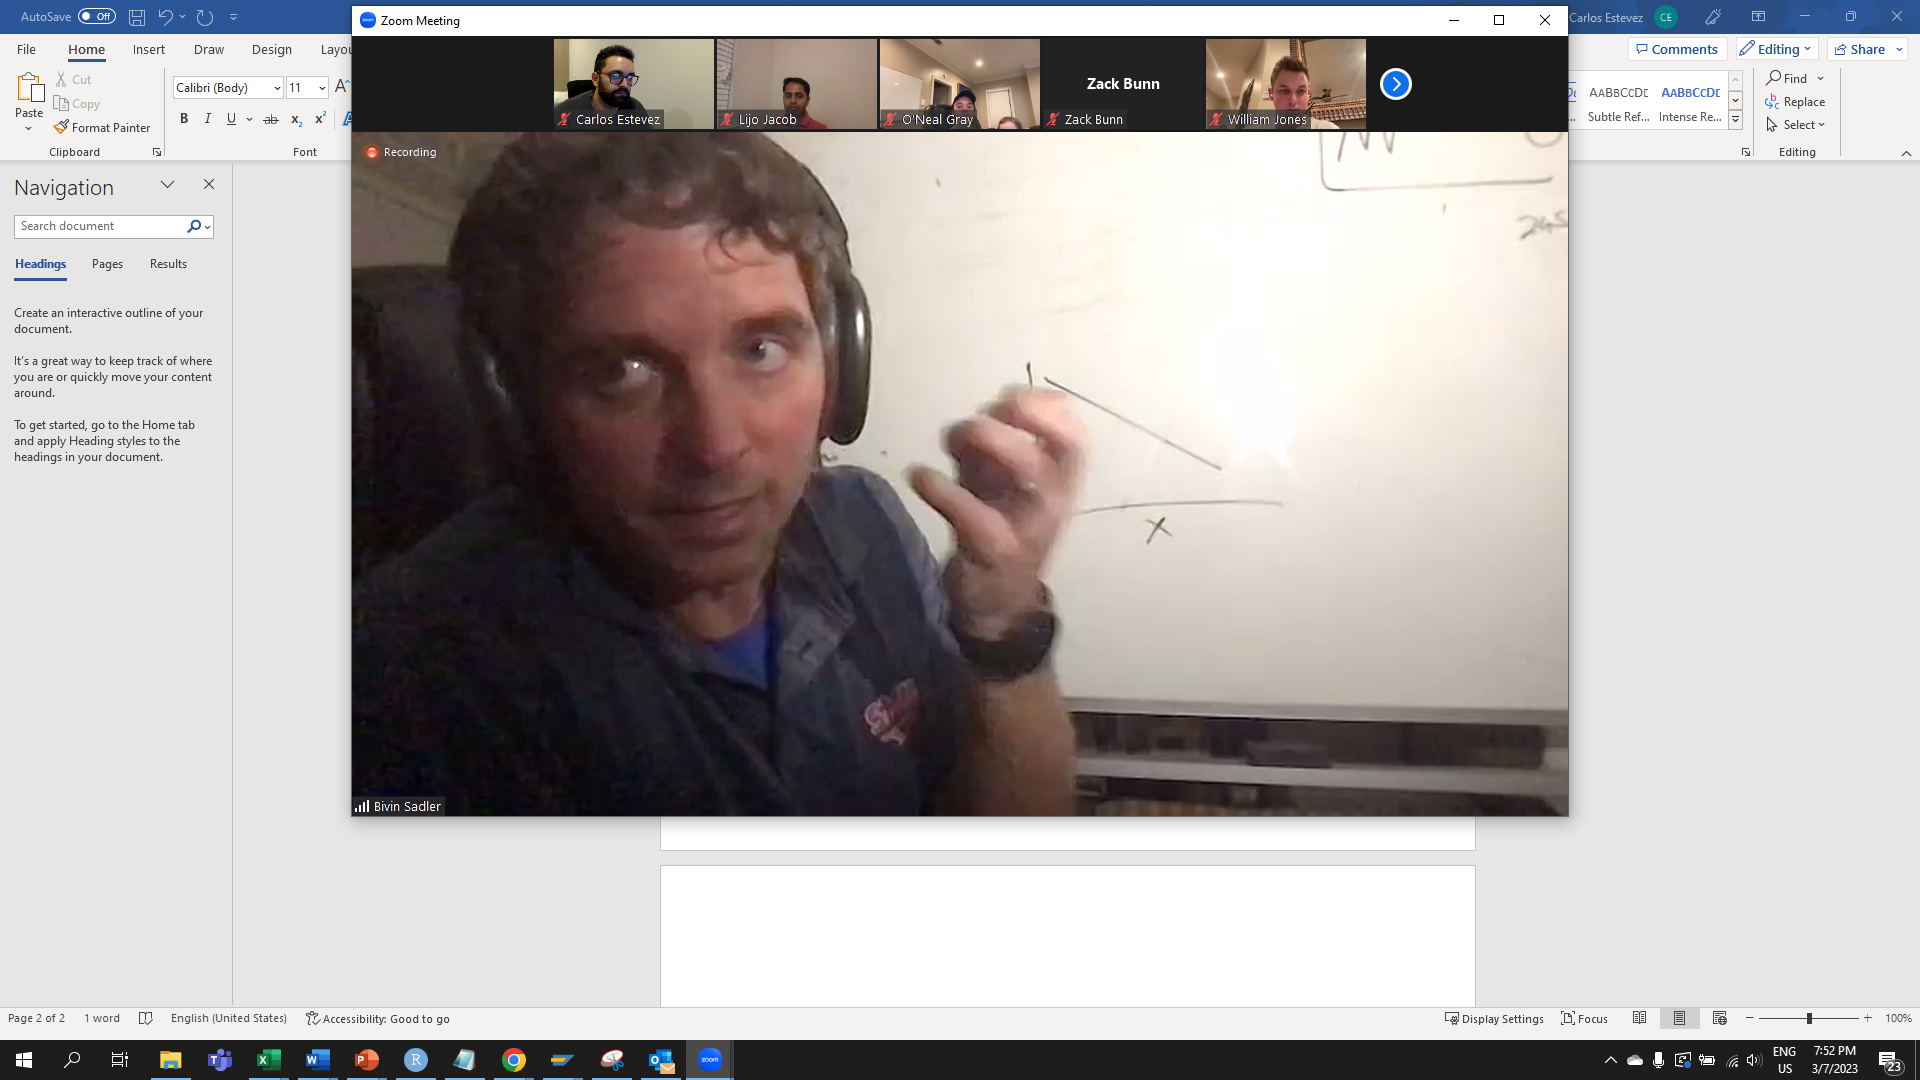 AutoSave Off
Zoom Meeting
Carlos Estevez CE
File Home Insert Draw Design Layou
Comments Editing Share
Paste
Cut
Copy
Format Painter
Clipboard
Calibri (Body) 11
B I U ab x₂ x²
Font
Carlos Estevez
Lijo Jacob
O'Neal Gray
Zack Bunn
Zack Bunn
William Jones
AaBbCcDd AaBbCcDd
Subtle Ref... Intense Re...
Find
Replace
Select
Editing
Recording
Navigation
Search document
Headings Pages Results
Create an interactive outline of your
document.
It's a great way to keep track of where
you are or quickly move your content
around.
To get started, go to the Home tab
and apply Heading styles to the
headings in your document.
x
Bivin Sadler
Page 2 of 2 1 word English (United States) Accessibility: Good to go
Display Settings Focus 100%
ENG
US
7:52 PM
3/7/2023
23